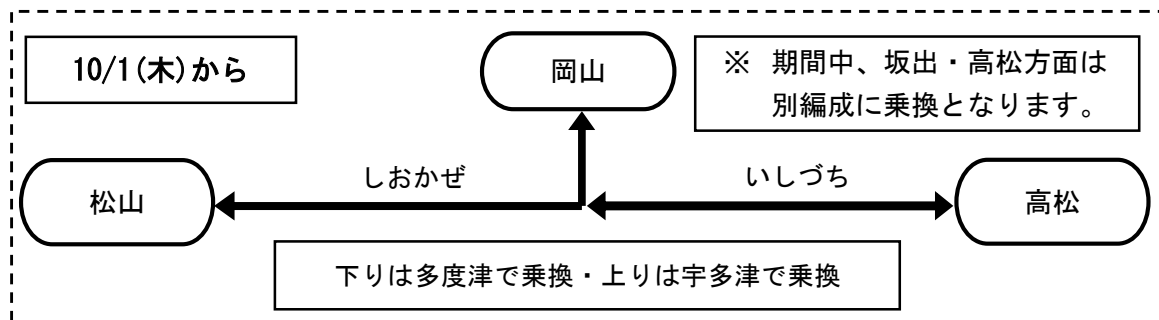 10/1(木)から
岡山
※ 期間中、坂出・高松方面は
別編成に乗換となります。
松山
しおかぜ
いしづち
高松
下りは多度津で乗換・上りは宇多津で乗換